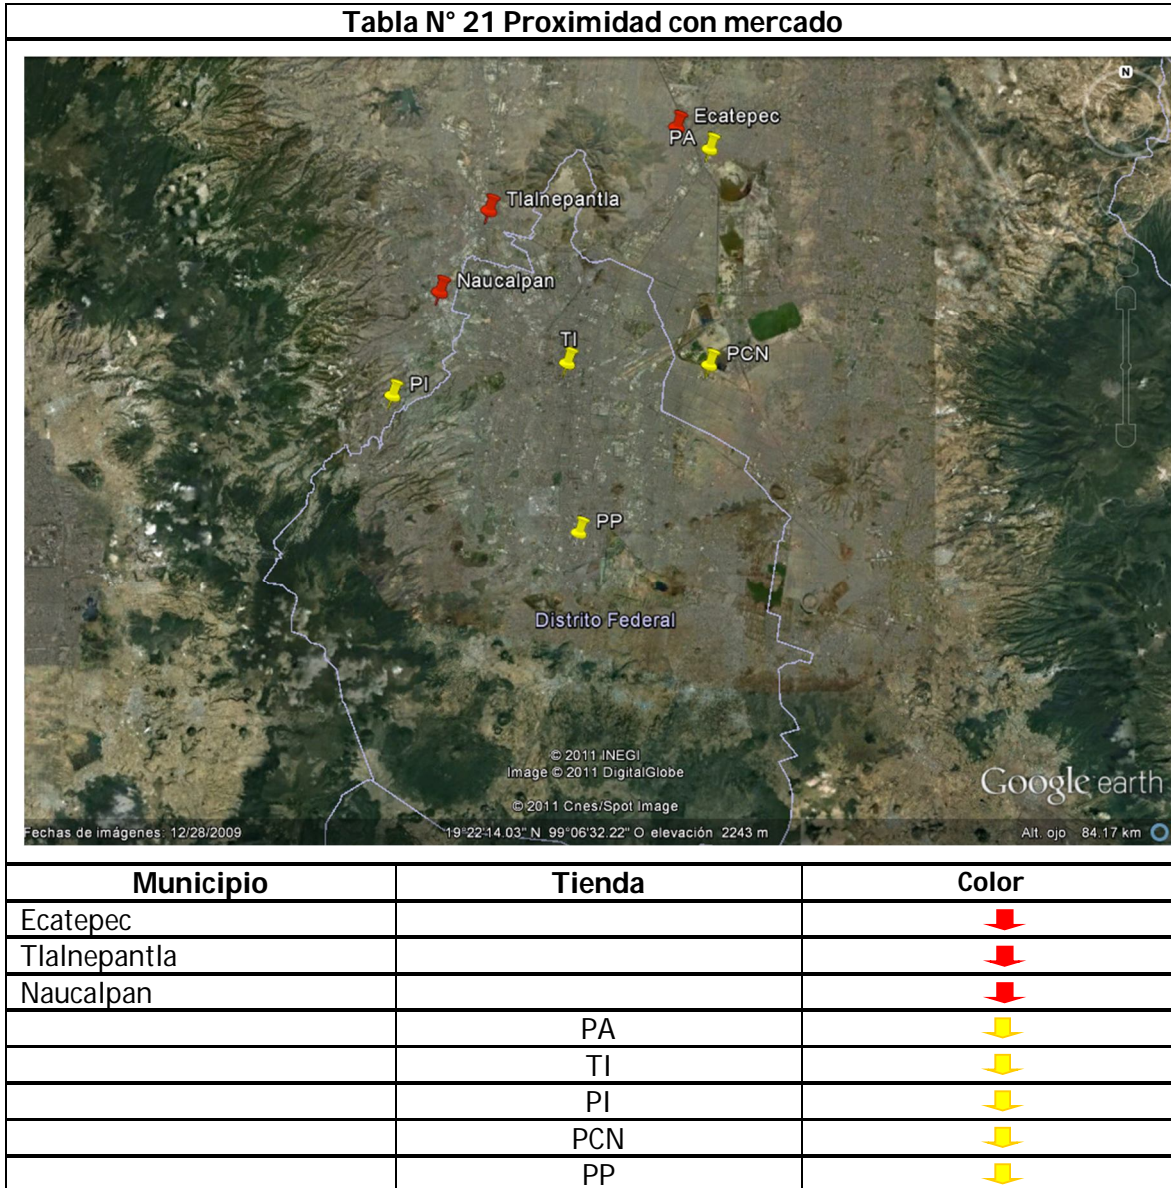 Tabla N° 21 Proximidad con mercado
N
Ecatepec
PA
Tlalnepantla
Naucalpan
TI
PCN
PI
PP
Distrito Federal
© 2011 INEGI
Image © 2011 DigitalGlobe
© 2011 Cnes/Spot Image
Google earth
Fechas de imágenes: 12/28/2009 19°22'14.03" N 99°06'32.22" O elevación 2243 m Alt. ojo 84.17 km
Municipio Tienda Color
Ecatepec
Tlalnepantla
Naucalpan
PA
TI
PI
PCN
PP